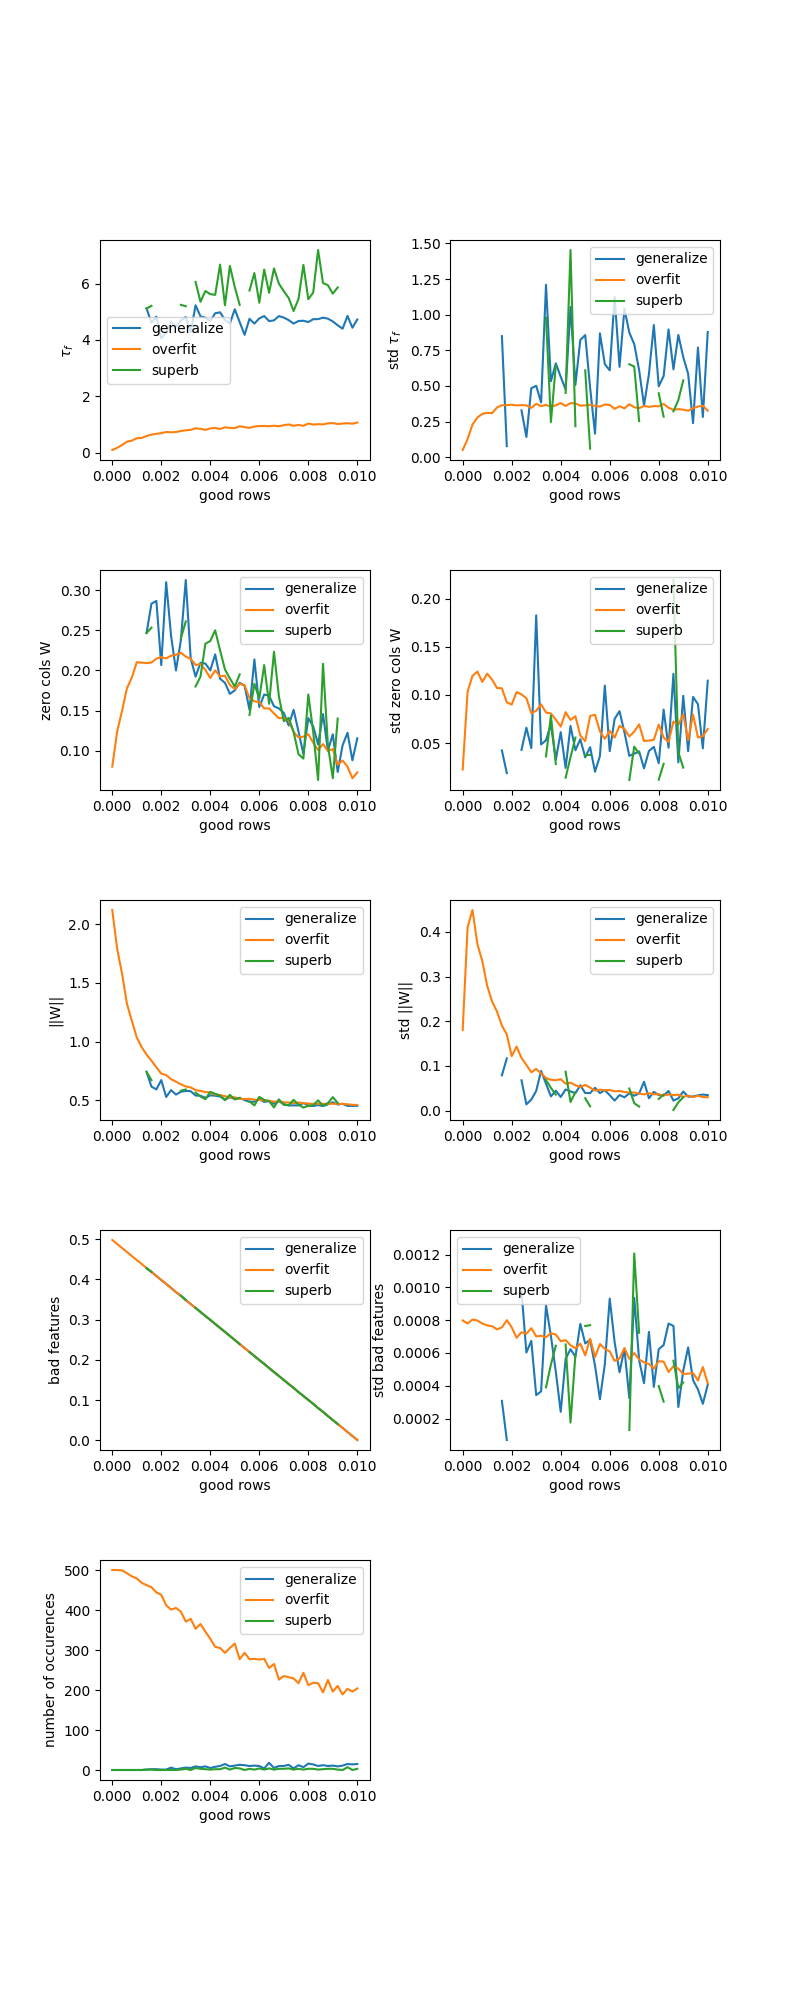 6
4
2
0
τf
generalize
overfit
superb
0.000 0.002 0.004 0.006 0.008 0.010
good rows
1.50
1.25
1.00
0.75
0.50
0.25
0.00
std τf
generalize
overfit
superb
0.000 0.002 0.004 0.006 0.008 0.010
good rows
0.30
0.25
0.20
0.15
0.10
zero cols W
generalize
overfit
superb
0.000 0.002 0.004 0.006 0.008 0.010
good rows
0.20
0.15
0.10
0.05
std zero cols W
generalize
overfit
superb
0.000 0.002 0.004 0.006 0.008 0.010
good rows
2.0
1.5
1.0
0.5
||W||
generalize
overfit
superb
0.000 0.002 0.004 0.006 0.008 0.010
good rows
0.4
0.3
0.2
0.1
0.0
std ||W||
generalize
overfit
superb
0.000 0.002 0.004 0.006 0.008 0.010
good rows
0.5
0.4
0.3
0.2
0.1
0.0
bad features
generalize
overfit
superb
0.000 0.002 0.004 0.006 0.008 0.010
good rows
0.0012
0.0010
0.0008
0.0006
0.0004
0.0002
std bad features
generalize
overfit
superb
0.000 0.002 0.004 0.006 0.008 0.010
good rows
500
400
300
200
100
0
number of occurences
generalize
overfit
superb
0.000 0.002 0.004 0.006 0.008 0.010
good rows